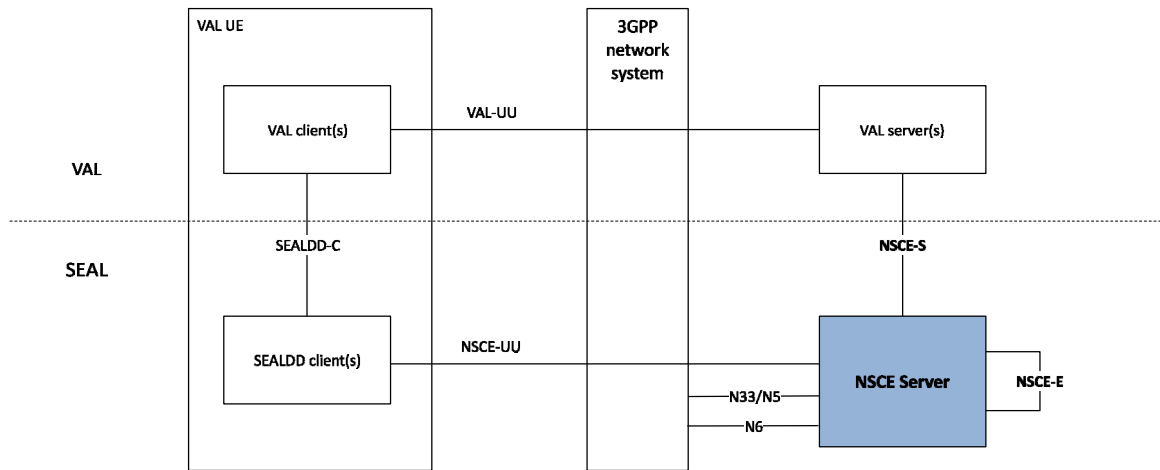 VAL UE
3GPP
network
system
VAL client(s)
VAL-UU
VAL server(s)
VAL
SEALDD-C
NSCE-S
SEAL
SEALDD client(s)
NSCE-UU
NSCE Server
NSCE-E
N33/N5
N6